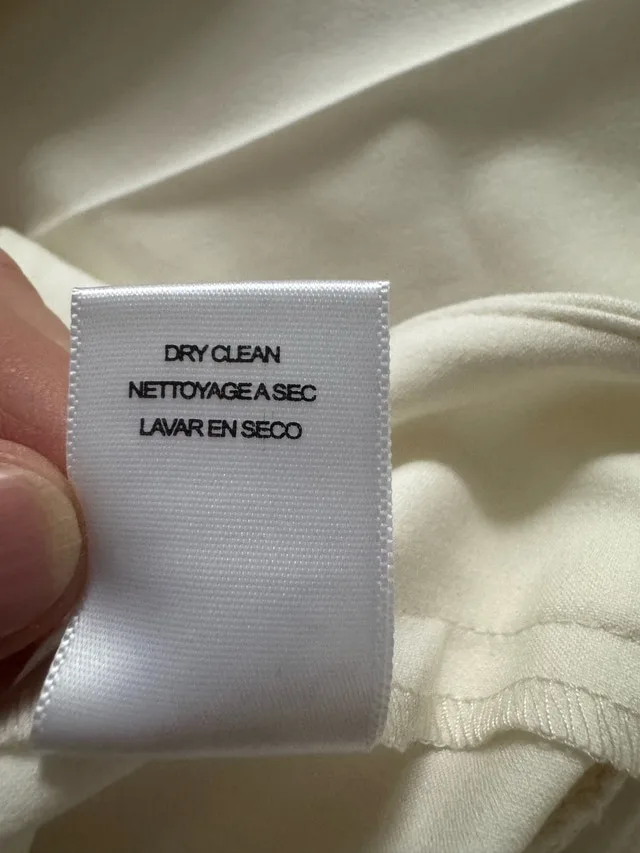 DRY CLEAN
NETTOYAGE A SEC
LAVAR EN SECO